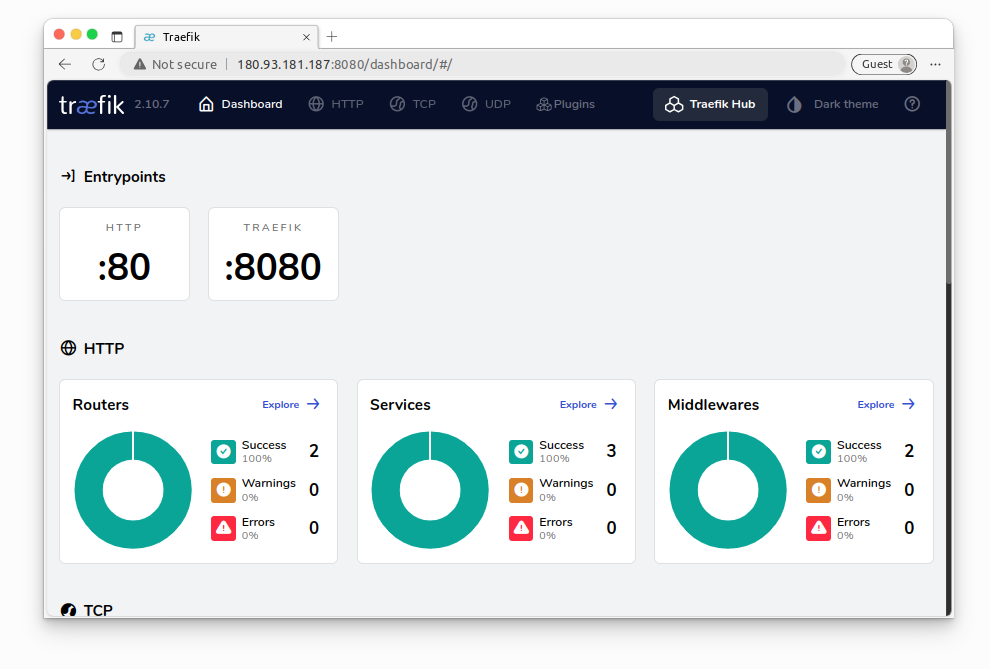 Traefik
Not secure 180.93.181.187:8080/dashboard/#/ Guest
træfik 2.10.7 Dashboard HTTP TCP UDP Plugins Traefik Hub Dark theme
Entrypoints
HTTP
:80
TRAEFIK
:8080
HTTP
Routers Explore
Success 2
100%
Warnings 0
0%
Errors 0
0%
Services Explore
Success 3
100%
Warnings 0
0%
Errors 0
0%
Middlewares Explore
Success 2
100%
Warnings 0
0%
Errors 0
0%
TCP